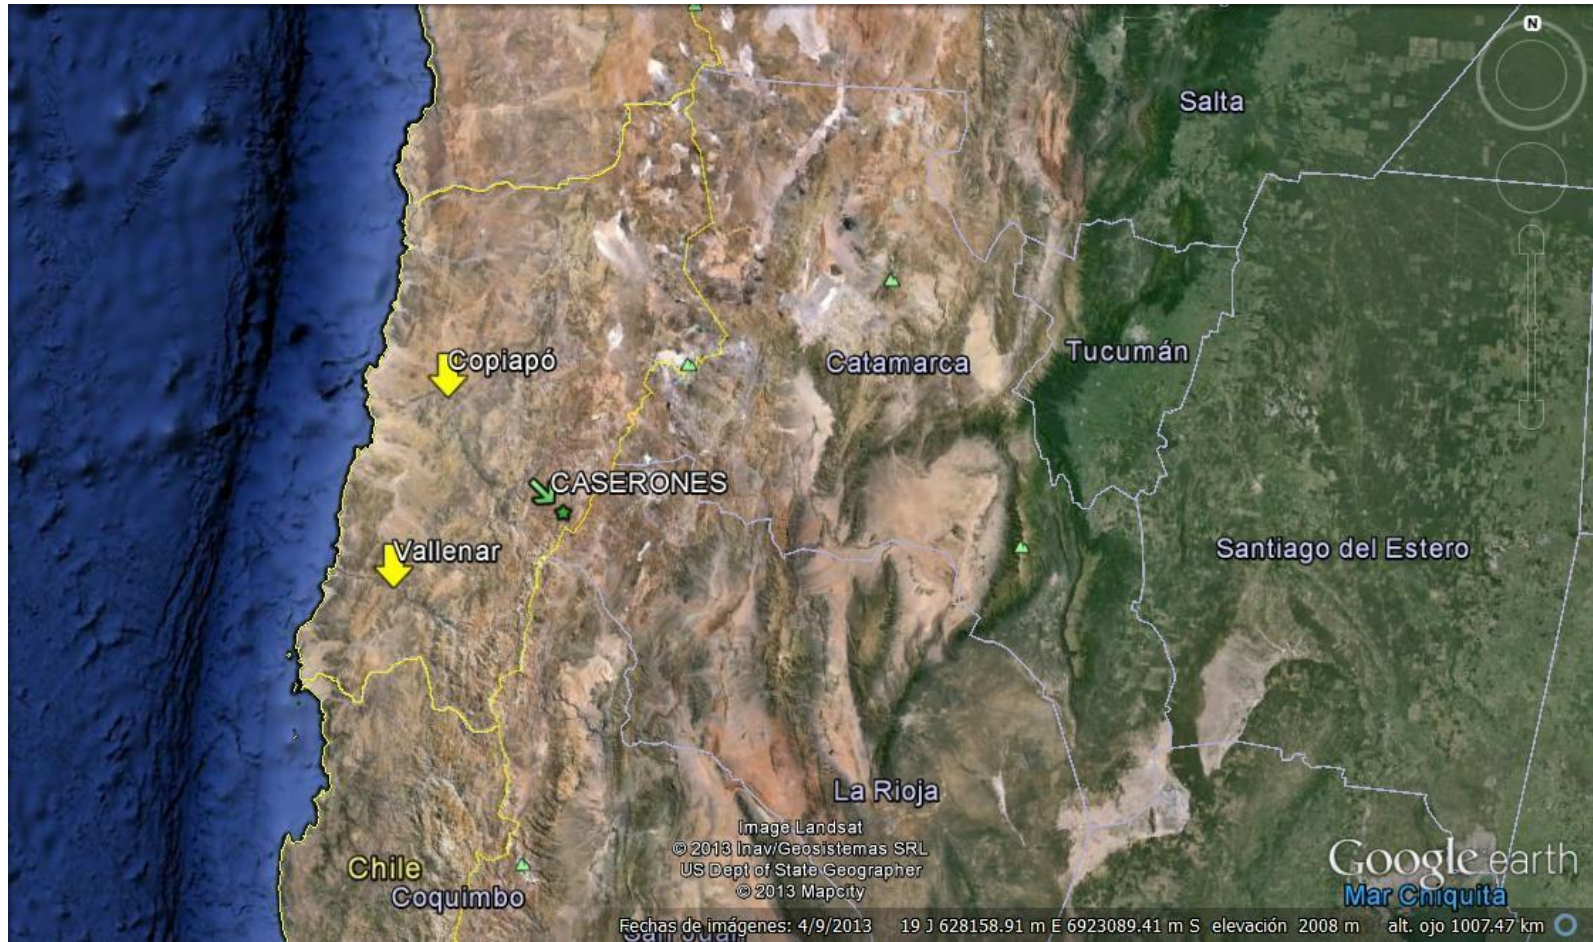 N
Salta
Copiapó
Catamarca
Tucumán
CASERONES
Vallenar
Santiago del Estero
La Rioja
Image Landsat
© 2013 Inav/Geosistemas SRL
US Dept of State Geographer
© 2013 Mapcity
Chile
Coquimbo
Google earth
Mar Chiquita
San Juan
Fechas de imágenes: 4/9/2013 19 J 628158.91 m E 6923089.41 m S elevación 2008 m alt. ojo 1007.47 km